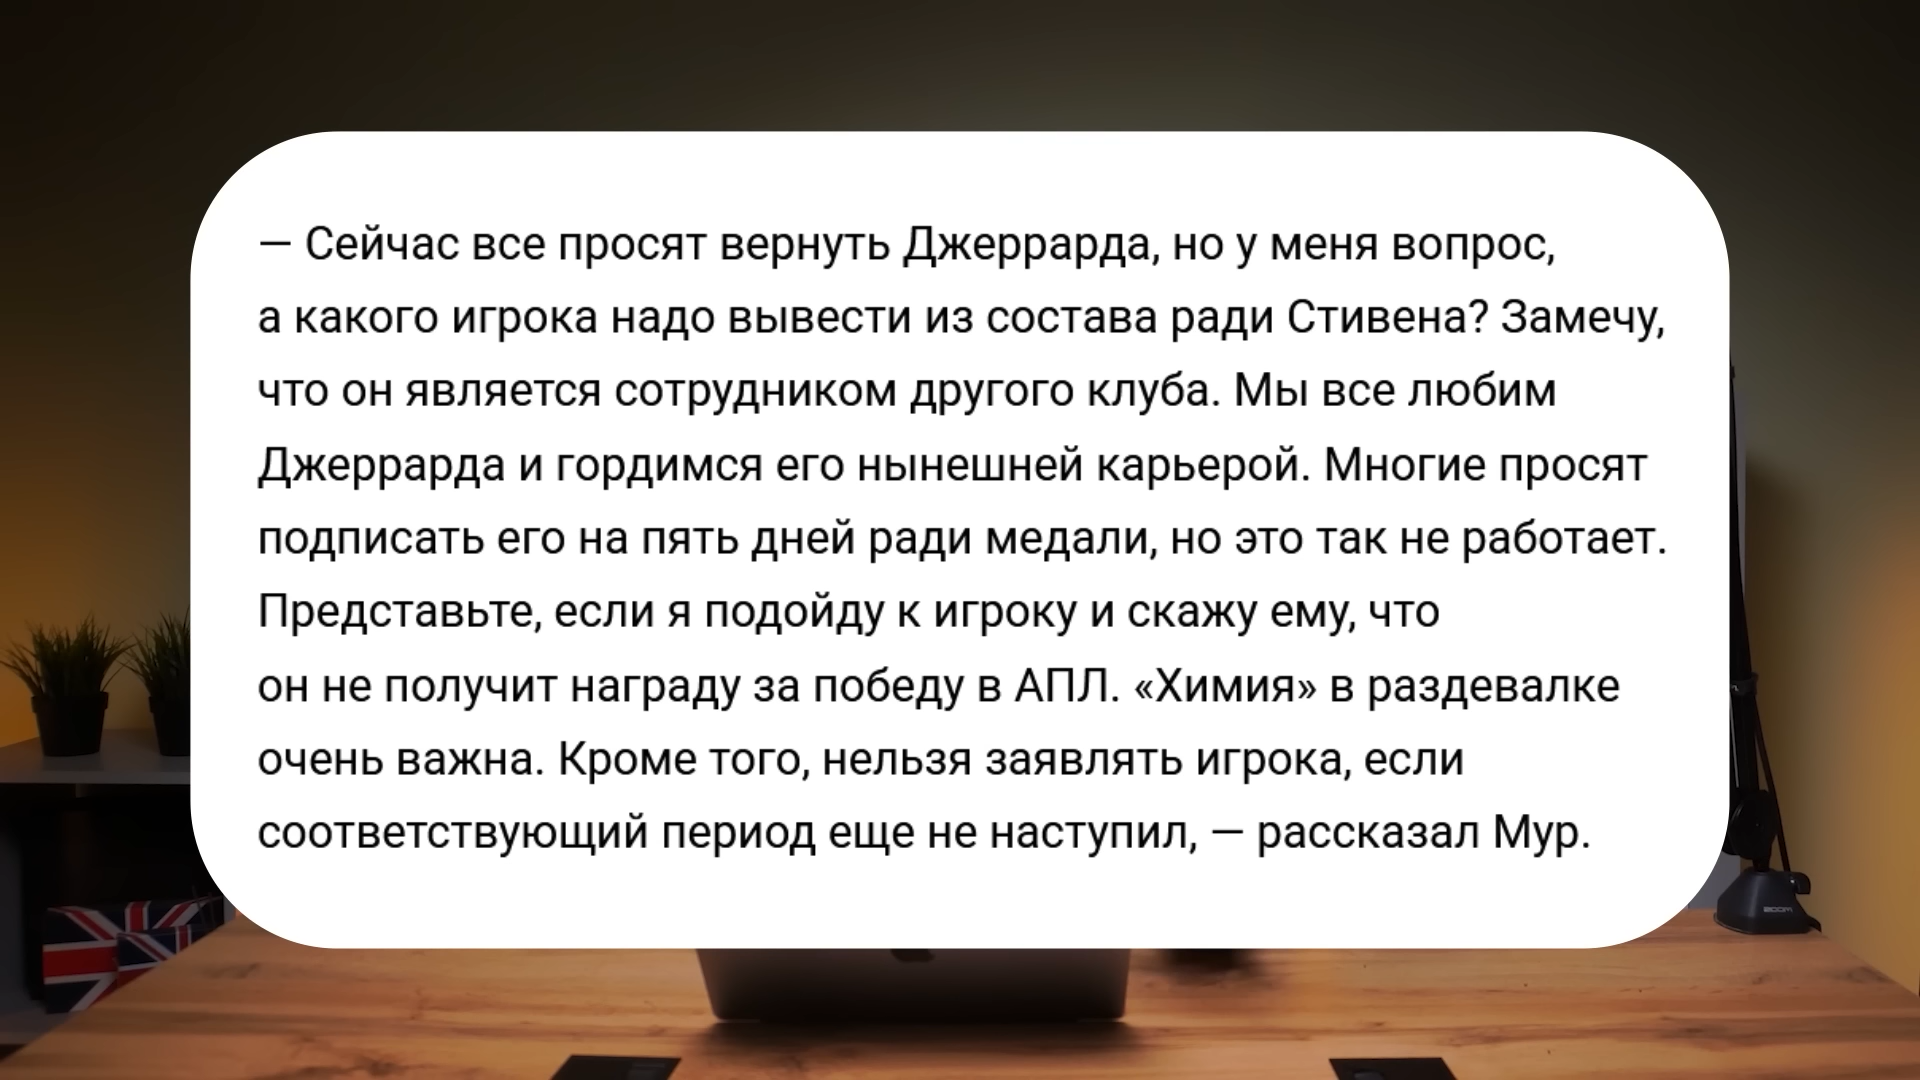 — Сейчас все просят вернуть Джеррарда, но у меня вопрос,
а какого игрока надо вывести из состава ради Стивена? Замечу,
что он является сотрудником другого клуба. Мы все любим
Джеррарда и гордимся его нынешней карьерой. Многие просят
подписать его на пять дней ради медали, но это так не работает.
Представьте, если я подойду к игроку и скажу ему, что
он не получит награду за победу в АПЛ. «Химия» в раздевалке
очень важна. Кроме того, нельзя заявлять игрока, если
соответствующий период еще не наступил, — рассказал Мур.
zoom